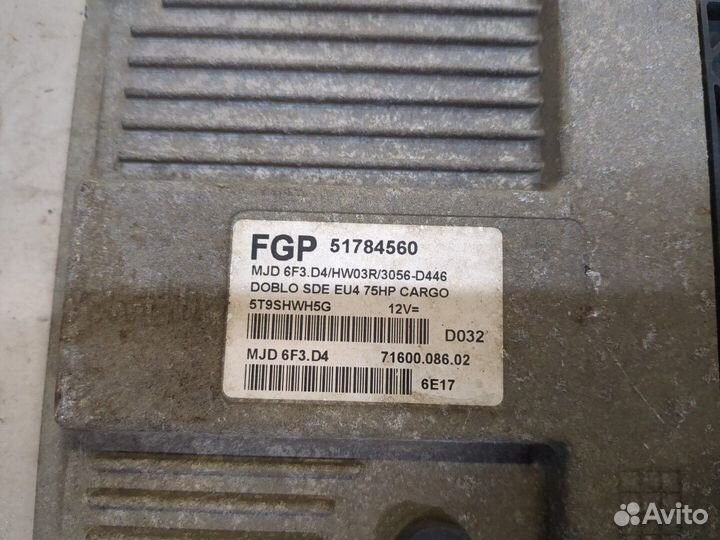 FGP 51784560
MJD 6F3.D4/HW03R/3056-D446
DOBLO SDE EU4 75HP CARGO
5T9SHWH5G 12V=
D032
MJD 6F3.D4 71600.086.02
6E17
Avito